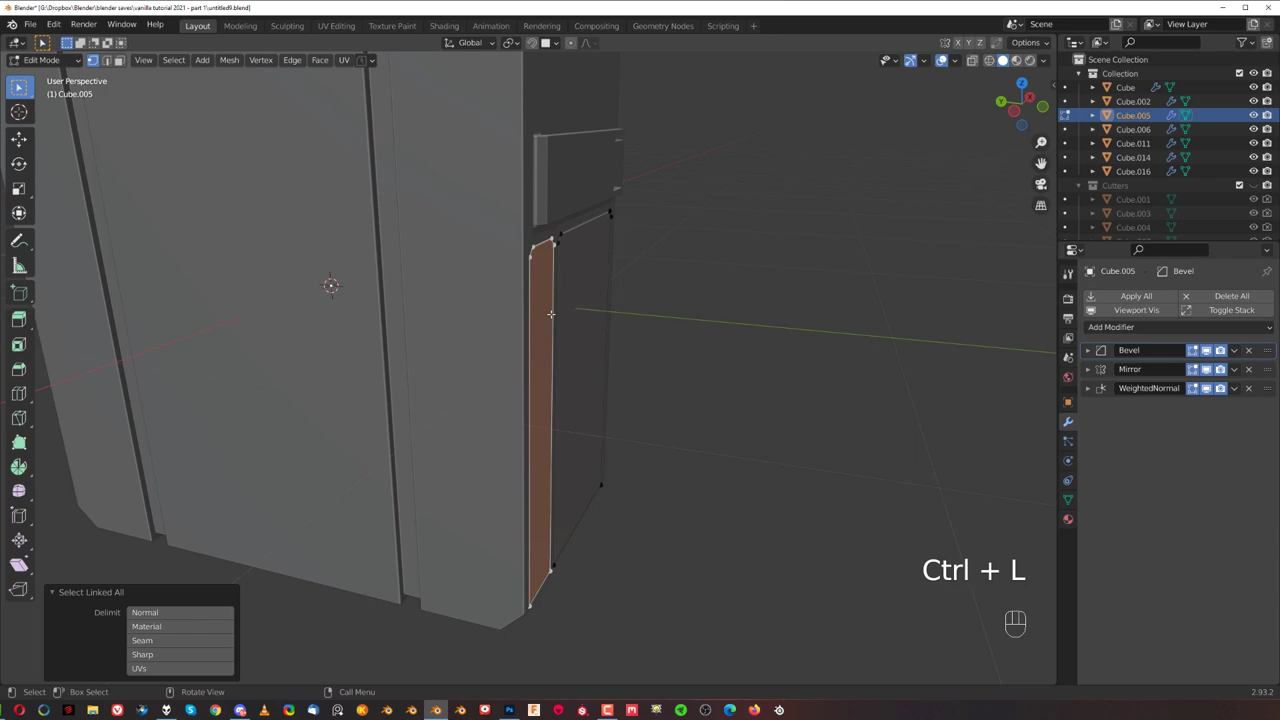 Blender* [G:\Dropbox\Blender\blender saves\vanilla tutorial 2021 - part 1\untitled9.blend]
File Edit Render Window Help Layout Modeling Sculpting UV Editing Texture Paint Shading Animation Rendering Compositing Geometry Nodes Scripting + Scene View Layer
Global X Y Z Options
Edit Mode View Select Add Mesh Vertex Edge Face UV
User Perspective
(1) Cube.005
Z
Y
X
Scene Collection
Collection
Cube
Cube.002
Cube.005
Cube.006
Cube.011
Cube.014
Cube.016
Cutters
Cube.001
Cube.003
Cube.004
Cube.005 Bevel
Apply All Delete All
Viewport Vis Toggle Stack
Add Modifier
Bevel
Mirror
WeightedNormal
Ctrl + L
Select Linked All
Delimit Normal
Material
Seam
Sharp
UVs
Select Box Select Rotate View Call Menu 2.93.2